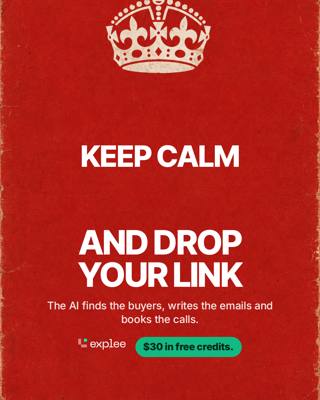 KEEP CALM
AND DROP
YOUR LINK
The AI finds the buyers, writes the emails and
books the calls.
explee
$30 in free credits.